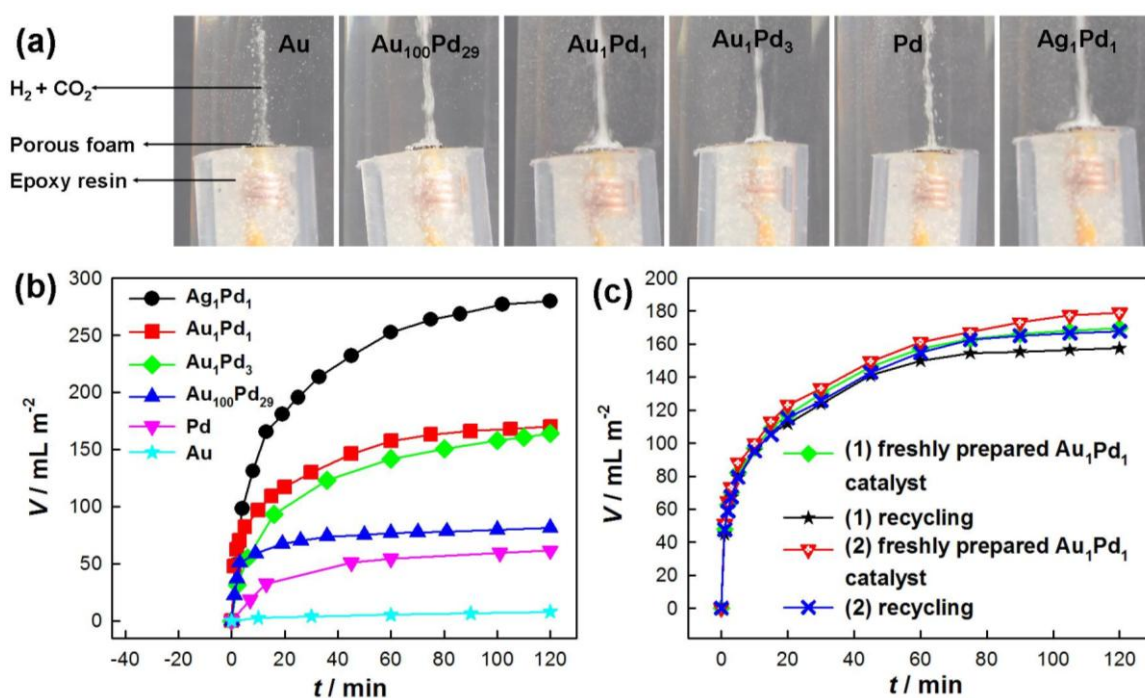 (a)
Au
Au₁₀₀Pd₂₉
Au₁Pd₁
Au₁Pd₃
Pd
Ag₁Pd₁
H₂ + CO₂
Porous foam
Epoxy resin
(b)
300
250
200
150
100
50
0
V / mL m⁻²
Ag₁Pd₁
Au₁Pd₁
Au₁Pd₃
Au₁₀₀Pd₂₉
Pd
Au
-40 -20 0 20 40 60 80 100 120
t / min
(c)
200
180
160
140
120
100
80
60
40
20
0
V / mL m⁻²
(1) freshly prepared Au₁Pd₁
catalyst
(1) recycling
(2) freshly prepared Au₁Pd₁
catalyst
(2) recycling
0 20 40 60 80 100 120
t / min